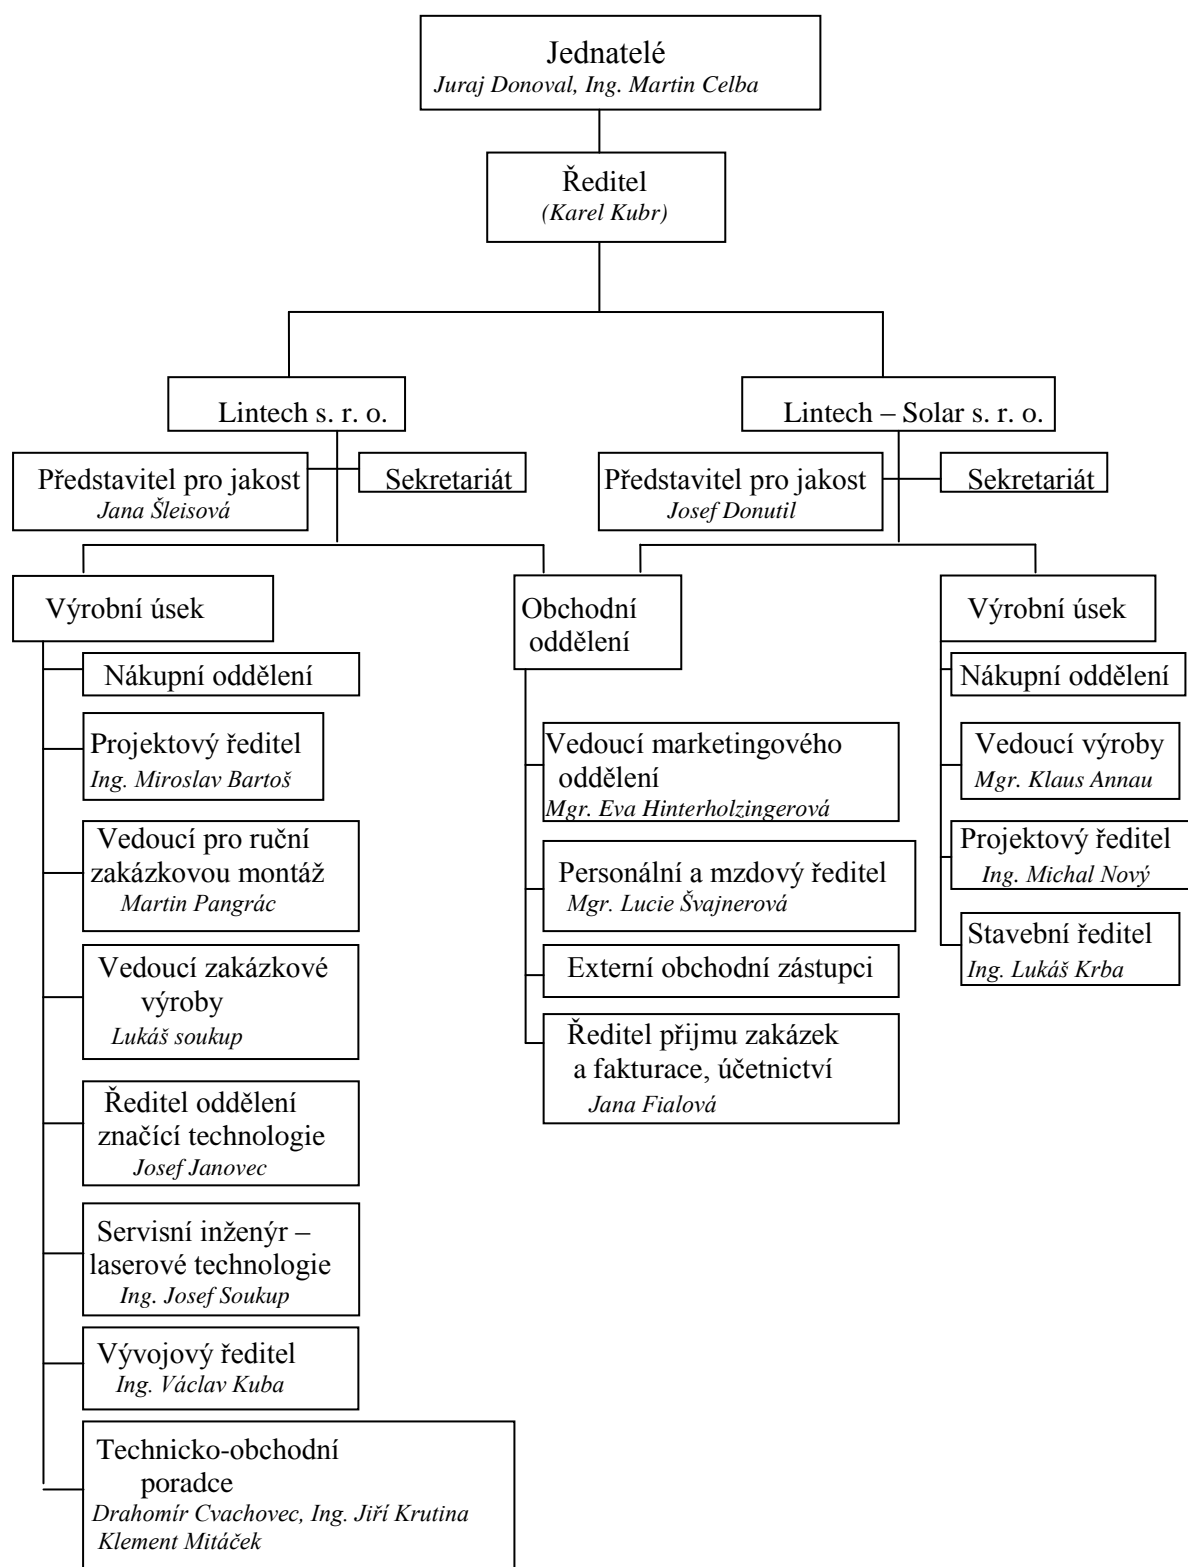 Jednatelé
Juraj Donoval, Ing. Martin Celba
Ředitel
(Karel Kubr)
Lintech s. r. o.
Lintech – Solar s. r. o.
Představitel pro jakost
Jana Šleisová
Sekretariát
Představitel pro jakost
Josef Donutil
Sekretariát
Výrobní úsek
Nákupní oddělení
Projektový ředitel
Ing. Miroslav Bartoš
Vedoucí pro ruční
zakázkovou montáž
Martin Pangrác
Vedoucí zakázkové
výroby
Lukáš soukup
Ředitel oddělení
značící technologie
Josef Janovec
Servisní inženýr –
laserové technologie
Ing. Josef Soukup
Vývojový ředitel
Ing. Václav Kuba
Technicko-obchodní
poradce
Drahomír Cvachovec, Ing. Jiří Krutina
Klement Mitáček
Obchodní
oddělení
Vedoucí marketingového
oddělení
Mgr. Eva Hinterholzingerová
Personální a mzdový ředitel
Mgr. Lucie Švajnerová
Externí obchodní zástupci
Ředitel přijmu zakázek
a fakturace, účetnictví
Jana Fialová
Výrobní úsek
Nákupní oddělení
Vedoucí výroby
Mgr. Klaus Annau
Projektový ředitel
Ing. Michal Nový
Stavební ředitel
Ing. Lukáš Krba